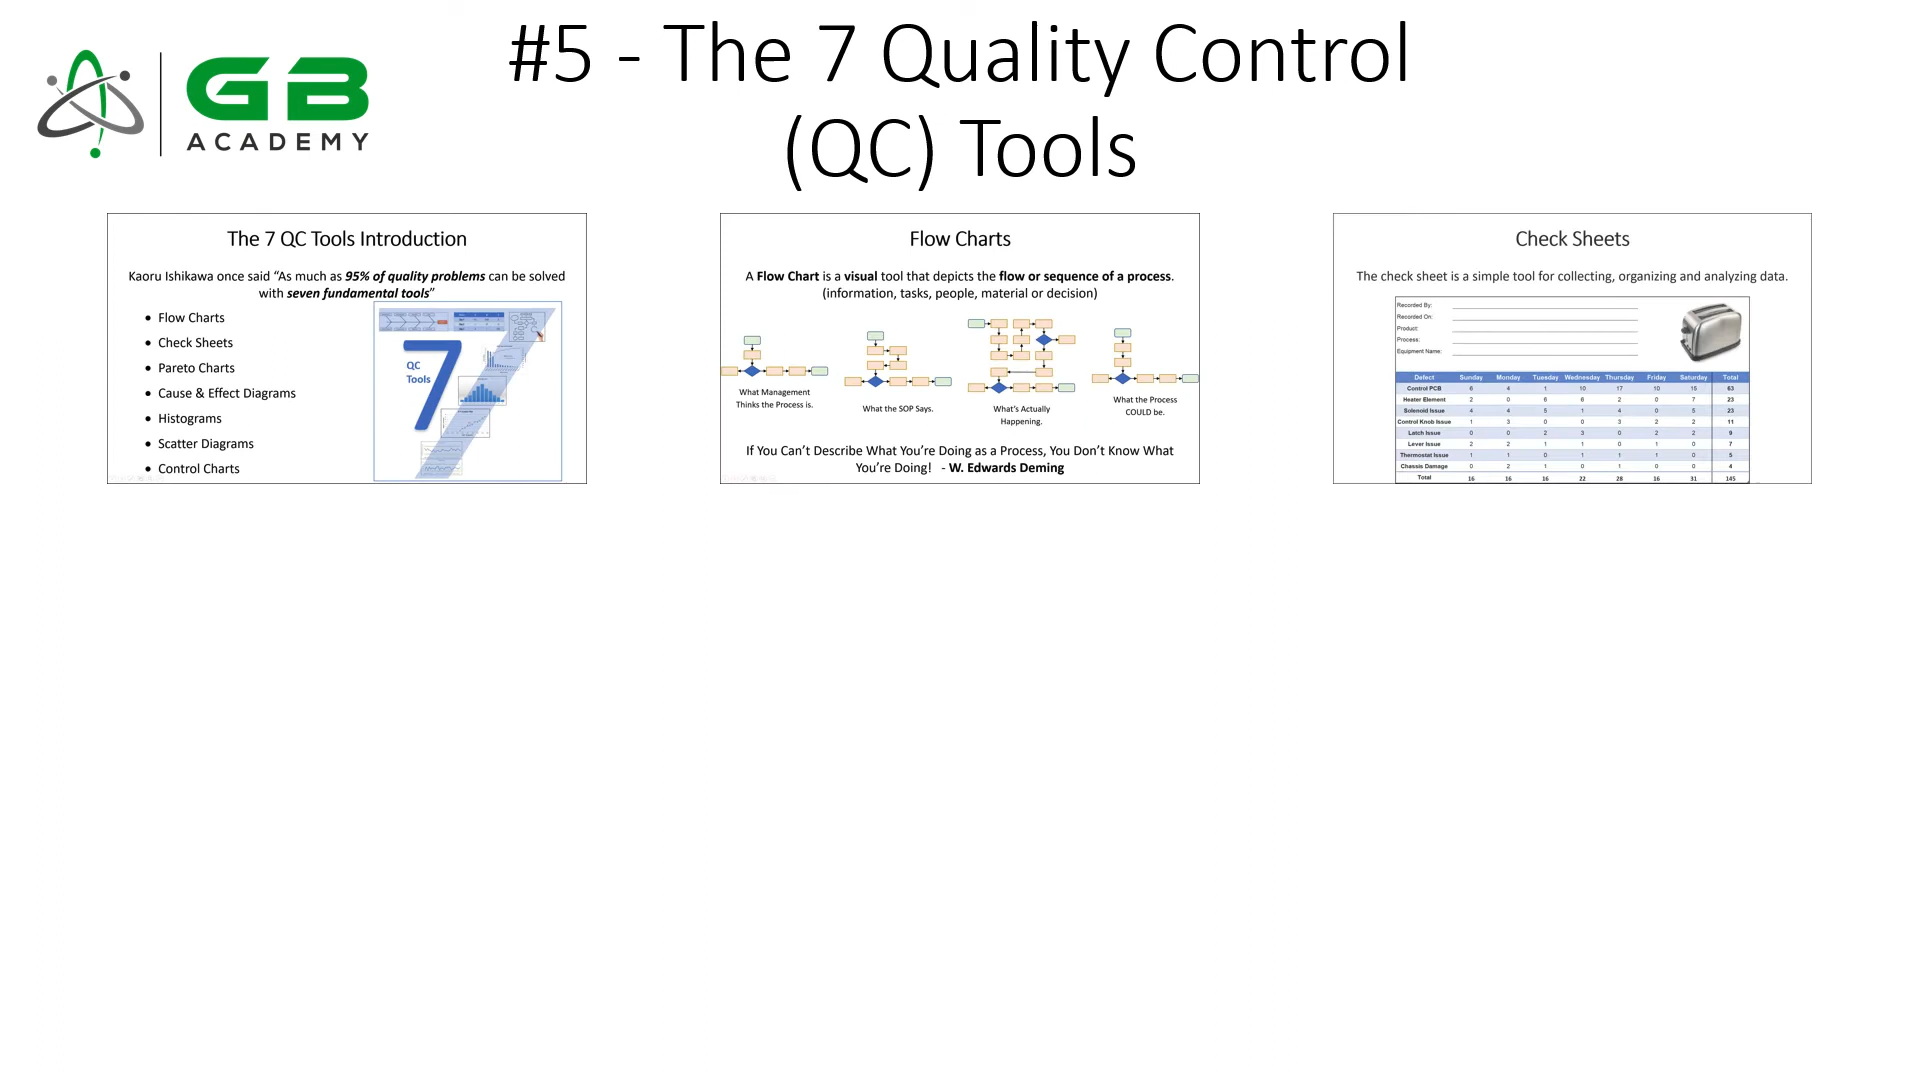 #5 - The 7 Quality Control
(QC) Tools
GB
ACADEMY
The 7 QC Tools Introduction
Kaoru Ishikawa once said “As much as 95% of quality problems can be solved
with seven fundamental tools”
• Flow Charts
• Check Sheets
• Pareto Charts
• Cause & Effect Diagrams
• Histograms
• Scatter Diagrams
• Control Charts
7
QC
Tools
Flow Charts
A Flow Chart is a visual tool that depicts the flow or sequence of a process.
(information, tasks, people, material or decision)
What Management
Thinks the Process is.
What the SOP Says.
What’s Actually
Happening.
What the Process
COULD be.
If You Can’t Describe What You’re Doing as a Process, You Don’t Know What
You’re Doing! - W. Edwards Deming
Check Sheets
The check sheet is a simple tool for collecting, organizing and analyzing data.
Recorded By:
Recorded On:
Product:
Process:
Equipment Name:
Defect Sunday Monday Tuesday Wednesday Thursday Friday Saturday Total
Control PCB 6 4 1 10 17 10 15 63
Heater Element 2 0 6 6 2 0 7 23
Solenoid Issue 4 4 5 1 4 0 5 23
Control Knob Issue 1 3 0 0 3 2 2 11
Latch Issue 0 0 2 3 0 2 2 9
Lever Issue 2 2 1 1 0 1 0 7
Thermostat Issue 1 1 0 1 1 1 0 5
Chassis Damage 0 2 1 0 1 0 0 4
Total 16 16 16 22 28 16 31 145